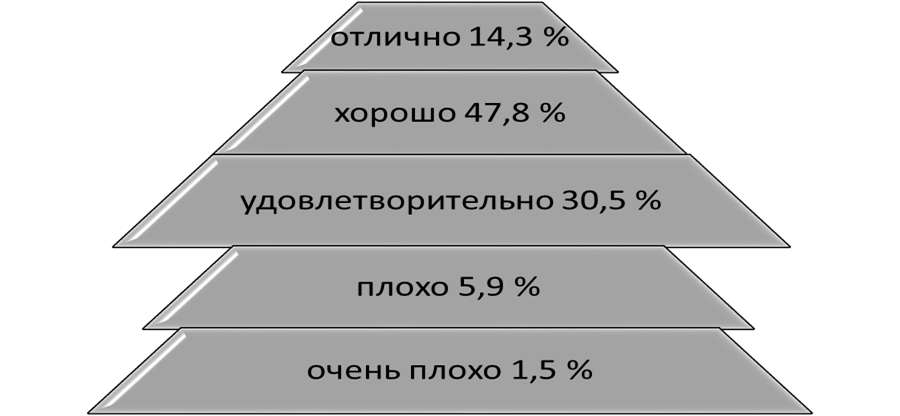 отлично 14,3 %
хорошо 47,8 %
удовлетворительно 30,5 %
плохо 5,9 %
очень плохо 1,5 %